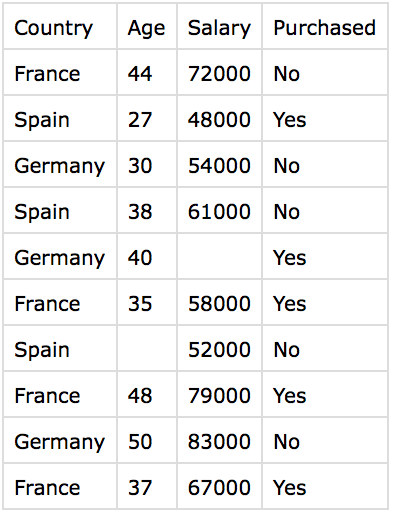 Country Age Salary Purchased
France 44 72000 No
Spain 27 48000 Yes
Germany 30 54000 No
Spain 38 61000 No
Germany 40 Yes
France 35 58000 Yes
Spain 52000 No
France 48 79000 Yes
Germany 50 83000 No
France 37 67000 Yes